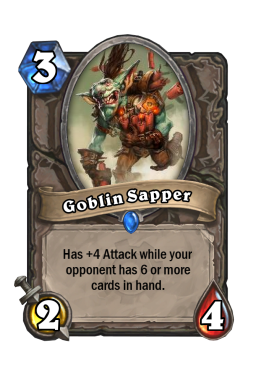 3
Goblin Sapper
Has +4 Attack while your
opponent has 6 or more
cards in hand.
2
4